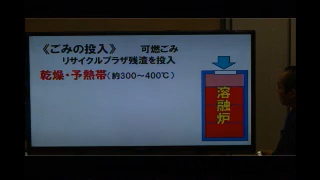 《ごみの投入》 可燃ごみ
リサイクルプラザ残渣を投入
乾燥・予熱帯(約300～400℃)
溶融炉